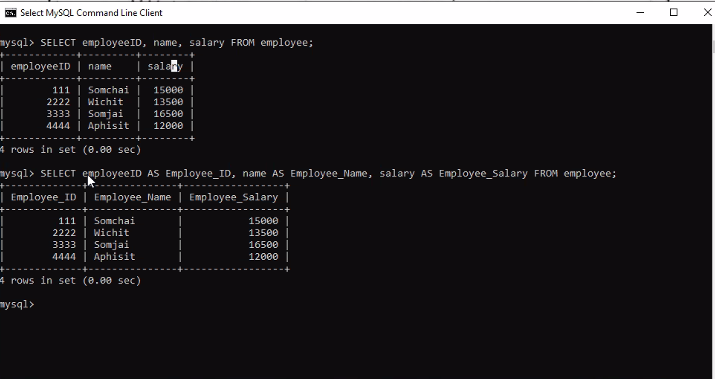 Select MySQL Command Line Client
mysql> SELECT employeeID, name, salary FROM employee;
+------------+---------+--------+
| employeeID | name    | salary |
+------------+---------+--------+
|        111 | Somchai |  15000 |
|       2222 | Wichit  |  13500 |
|       3333 | Somjai  |  16500 |
|       4444 | Aphisit |  12000 |
+------------+---------+--------+
4 rows in set (0.00 sec)
mysql> SELECT employeeID AS Employee_ID, name AS Employee_Name, salary AS Employee_Salary FROM employee;
+-------------+---------------+-----------------+
| Employee_ID | Employee_Name | Employee_Salary |
+-------------+---------------+-----------------+
|         111 | Somchai       |           15000 |
|        2222 | Wichit        |           13500 |
|        3333 | Somjai        |           16500 |
|        4444 | Aphisit       |           12000 |
+-------------+---------------+-----------------+
4 rows in set (0.00 sec)
mysql>